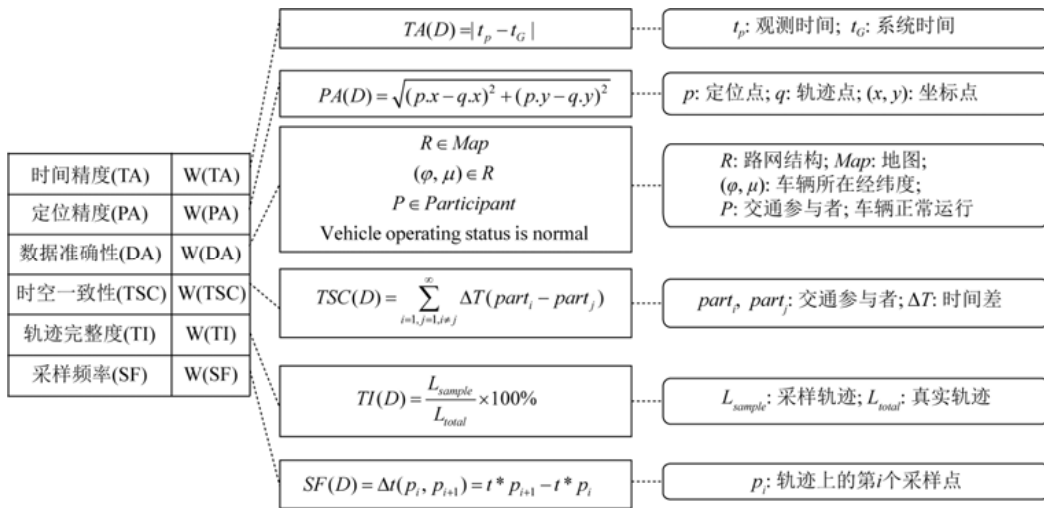 时间精度(TA) W(TA)
定位精度(PA) W(PA)
数据准确性(DA) W(DA)
时空一致性(TSC) W(TSC)
轨迹完整度(TI) W(TI)
采样频率(SF) W(SF)
TA(D)=|t_p − t_G|
t_p: 观测时间; t_G: 系统时间
PA(D)=√((p.x−q.x)²+(p.y−q.y)²)
p: 定位点; q: 轨迹点; (x, y): 坐标点
R∈Map
(φ, μ)∈R
P∈Participant
Vehicle operating status is normal
R: 路网结构; Map: 地图;
(φ, μ): 车辆所在经纬度;
P: 交通参与者; 车辆正常运行
TSC(D)=∑_{i=1,j=1,i≠j}^{∞} ΔT(part_i−part_j)
part_i, part_j: 交通参与者; ΔT: 时间差
TI(D)=L_sample/L_total×100%
L_sample: 采样轨迹; L_total: 真实轨迹
SF(D)=Δt(p_i, p_{i+1})=t*p_{i+1}−t*p_i
p_i: 轨迹上的第i个采样点